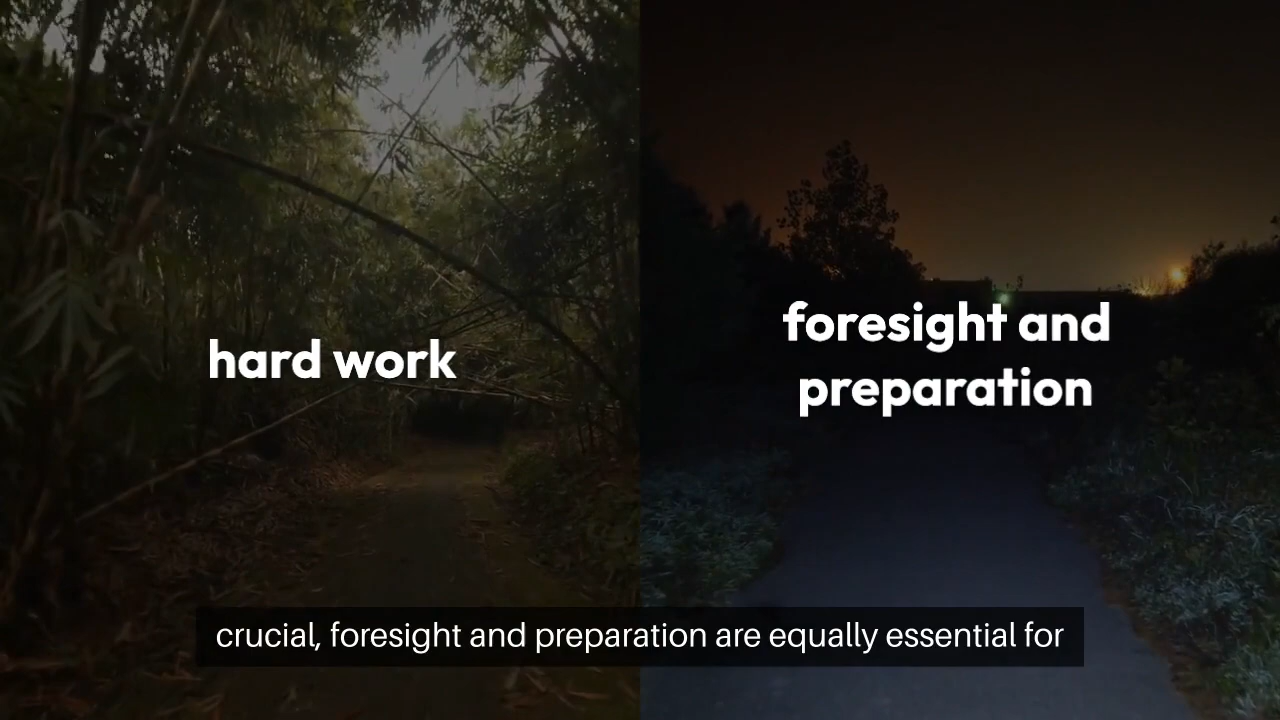 hard work
foresight and
preparation
crucial, foresight and preparation are equally essential for